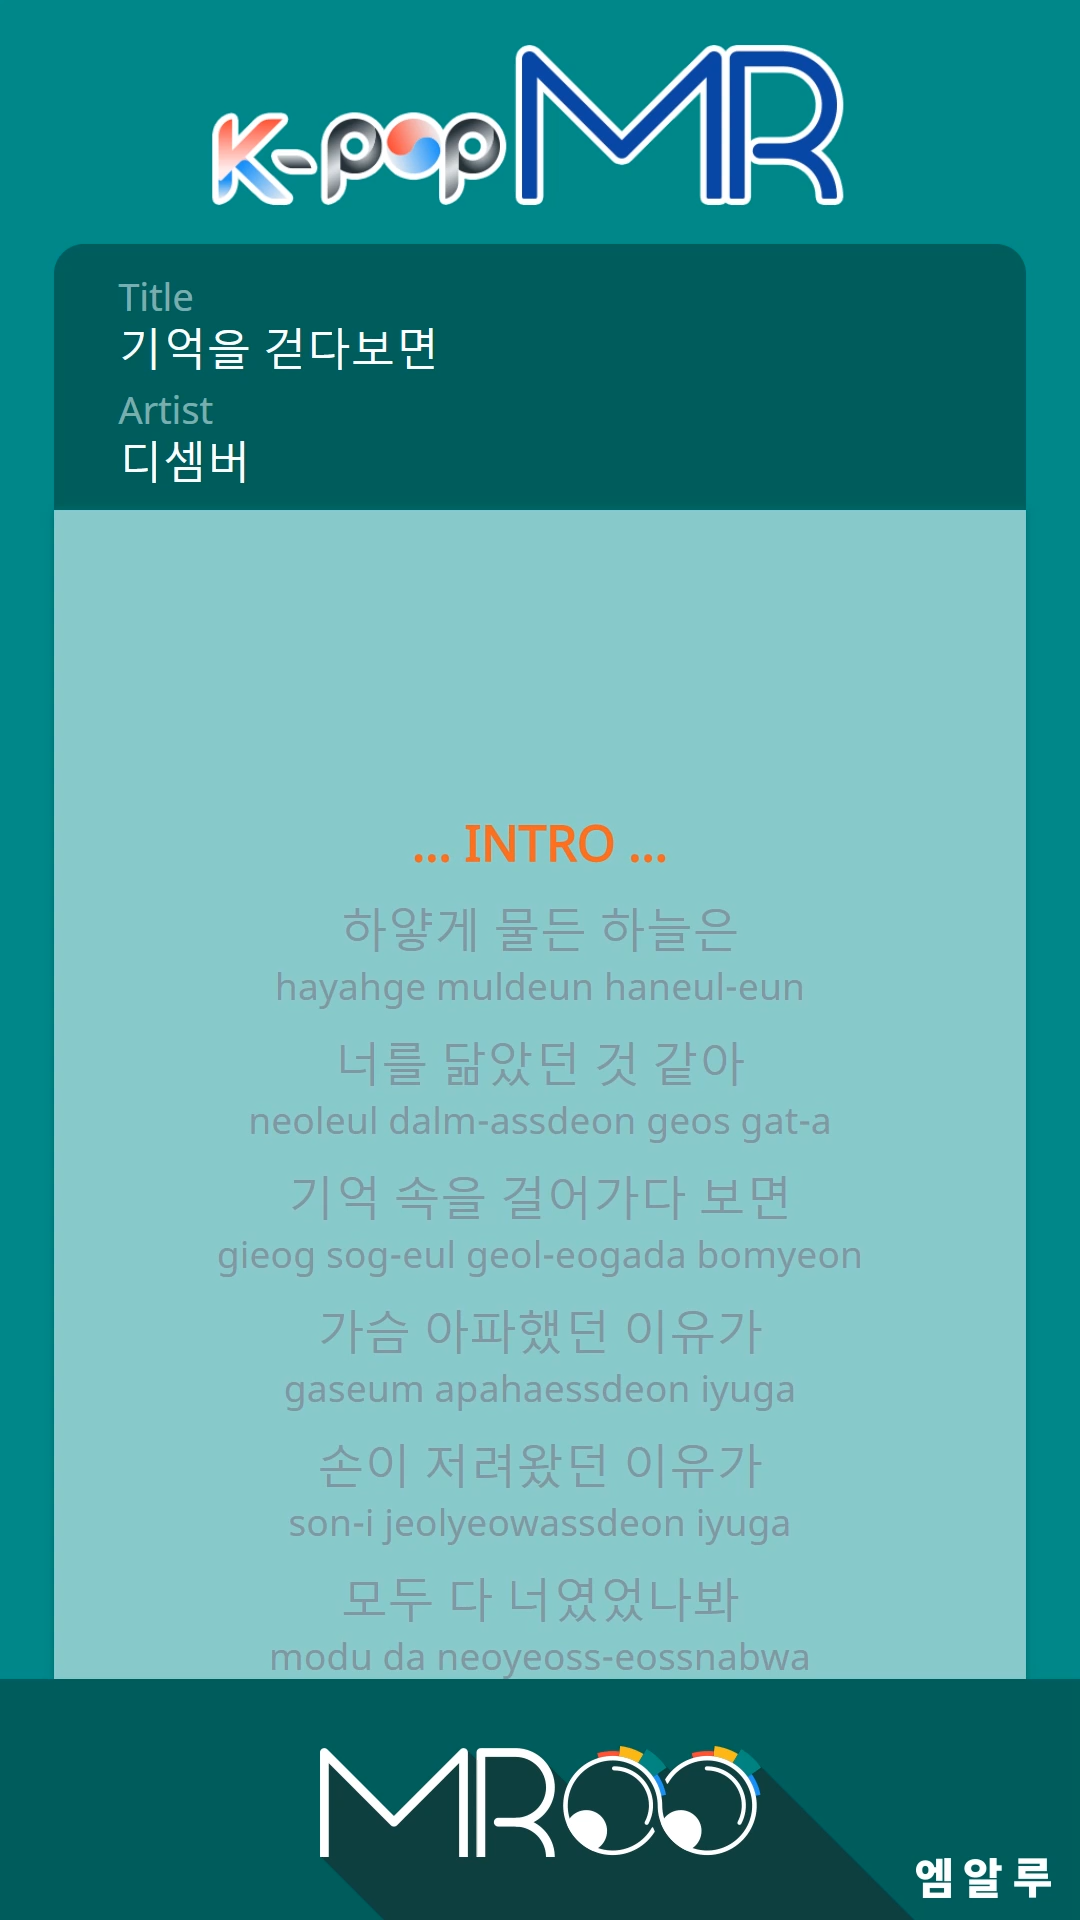 K-pop MR
Title
기억을 걷다보면
Artist
디셈버
... INTRO ...
하얗게 물든 하늘은
hayahge muldeun haneul-eun
너를 닮았던 것 같아
neoleul dalm-assdeon geos gat-a
기억 속을 걸어가다 보면
gieog sog-eul geol-eogada bomyeon
가슴 아파했던 이유가
gaseum apahaessdeon iyuga
손이 저려왔던 이유가
son-i jeolyeowassdeon iyuga
모두 다 너였었나봐
modu da neoyeoss-eossnabwa
MROO
엠알루